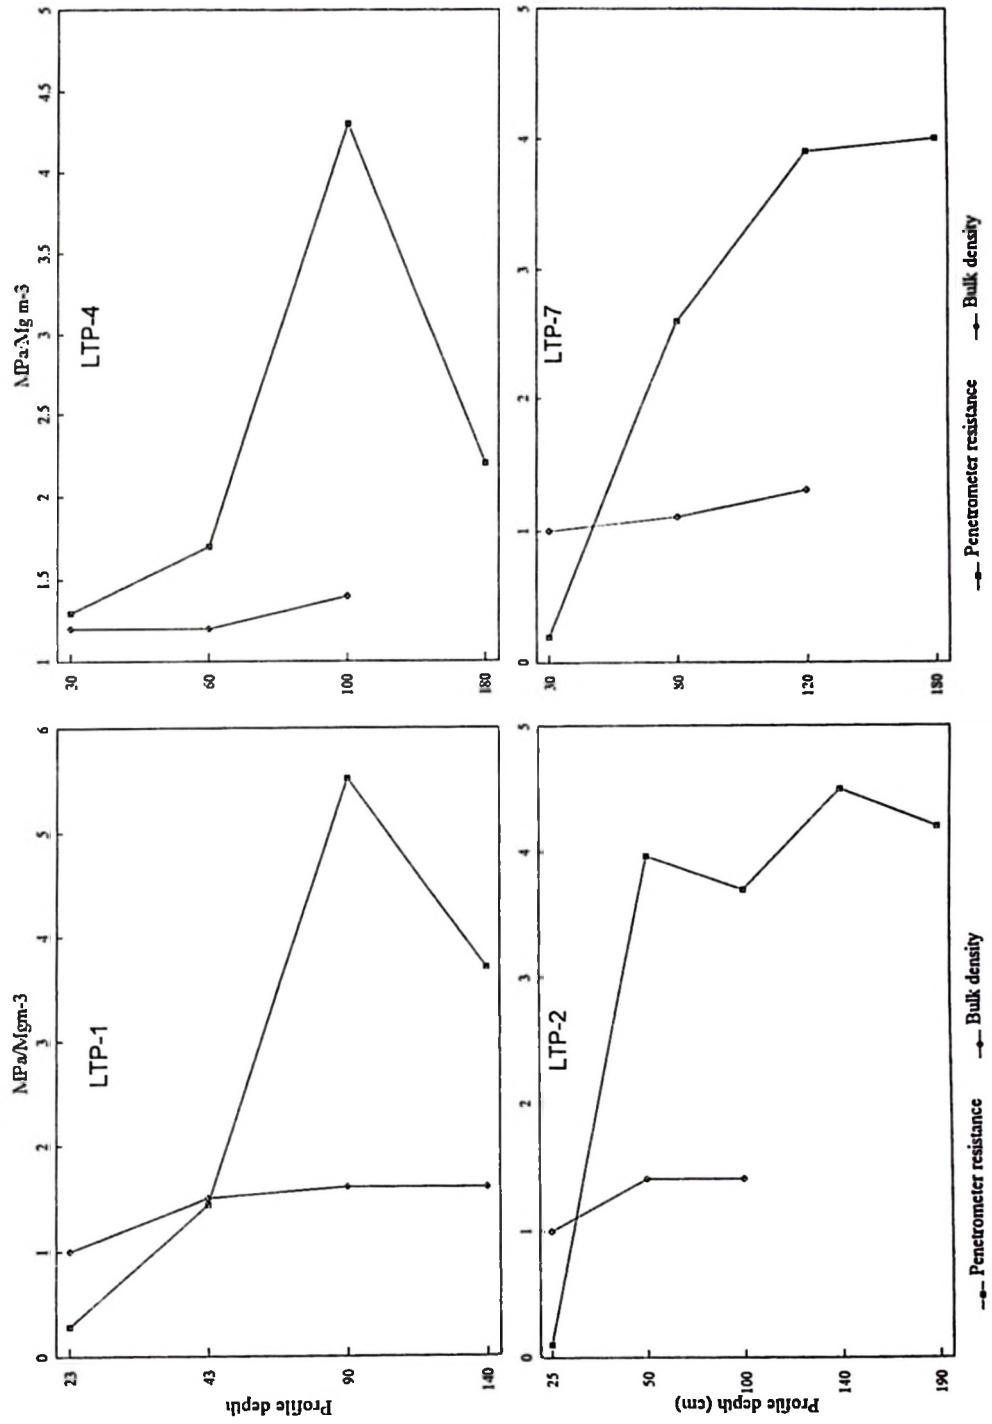 MPa/Mgm-3
0 1 2 3 4 5 6
LTP-1
23
43
90
140
Profile depth
MPa/Mg m-3
1 1.5 2 2.5 3 3.5 4 4.5 5
LTP-4
30
60
100
180
0 1 2 3 4 5
LTP-2
25
50
100
140
190
Profile depth (cm)
Penetrometer resistance Bulk density
0 1 2 3 4 5
LTP-7
30
80
120
180
Penetrometer resistance Bulk density